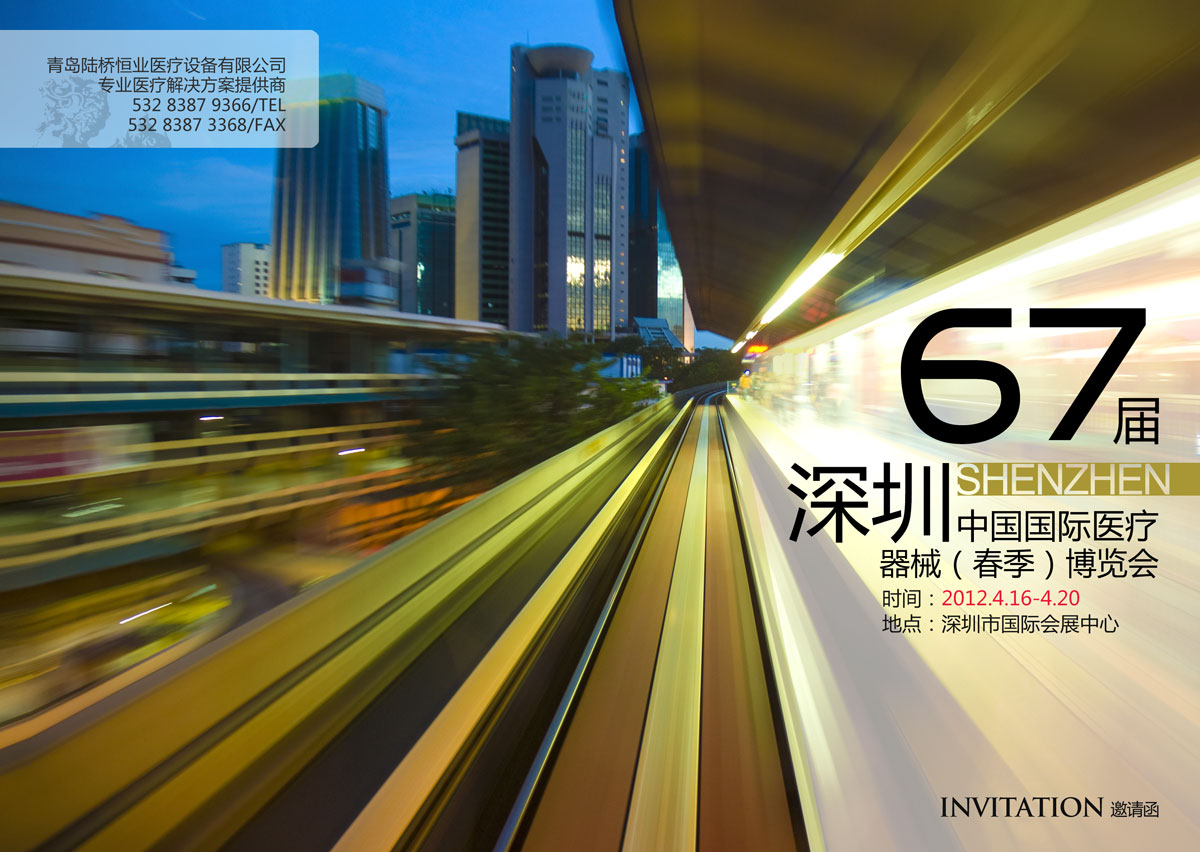 青岛陆桥恒业医疗设备有限公司
专业医疗解决方案提供商
532 8387 9366/TEL
532 8387 3368/FAX
67届
深圳 SHENZHEN
中国国际医疗
器械（春季）博览会
时间：2012.4.16-4.20
地点：深圳市国际会展中心
INVITATION 邀请函